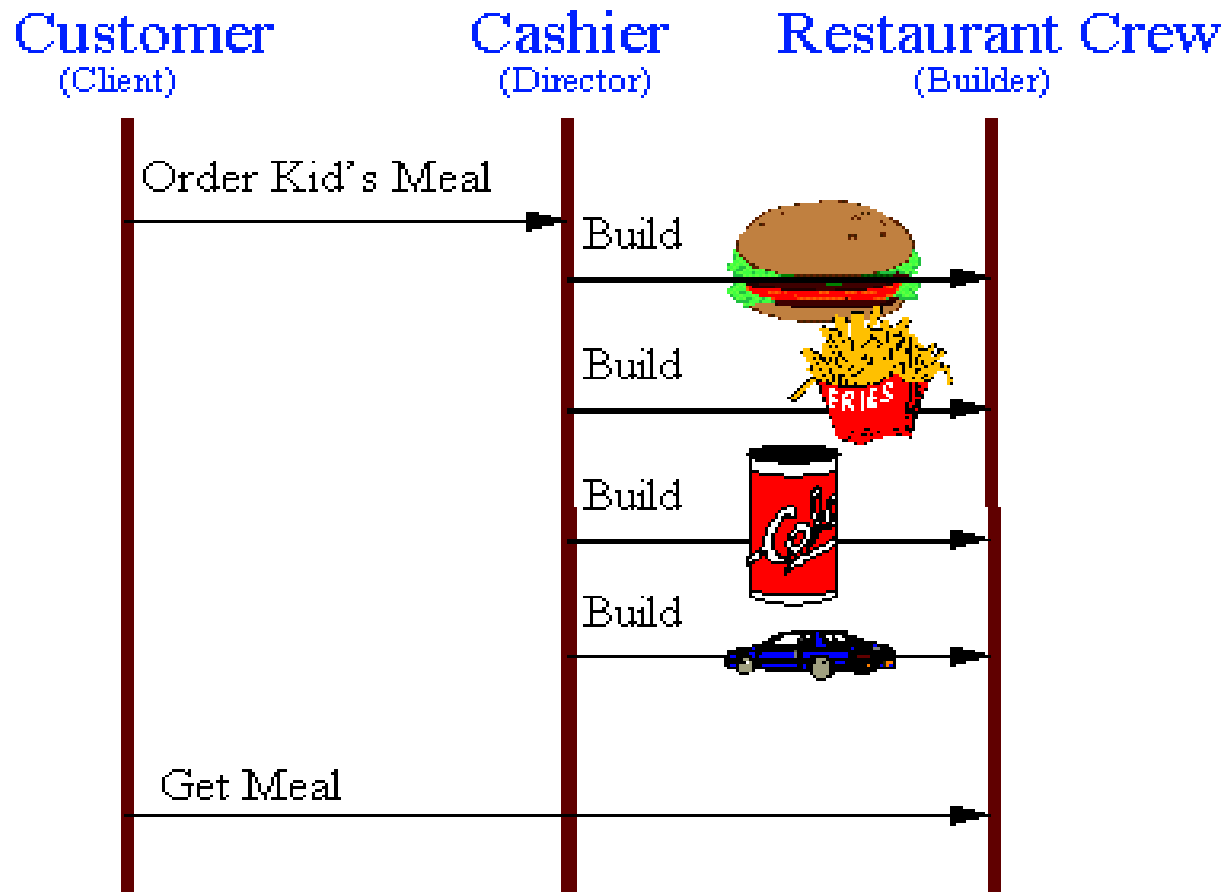 Customer Cashier Restaurant Crew
(Client) (Director) (Builder)
Order Kid's Meal
Build
Build
FRIES
Build
Build
Get Meal